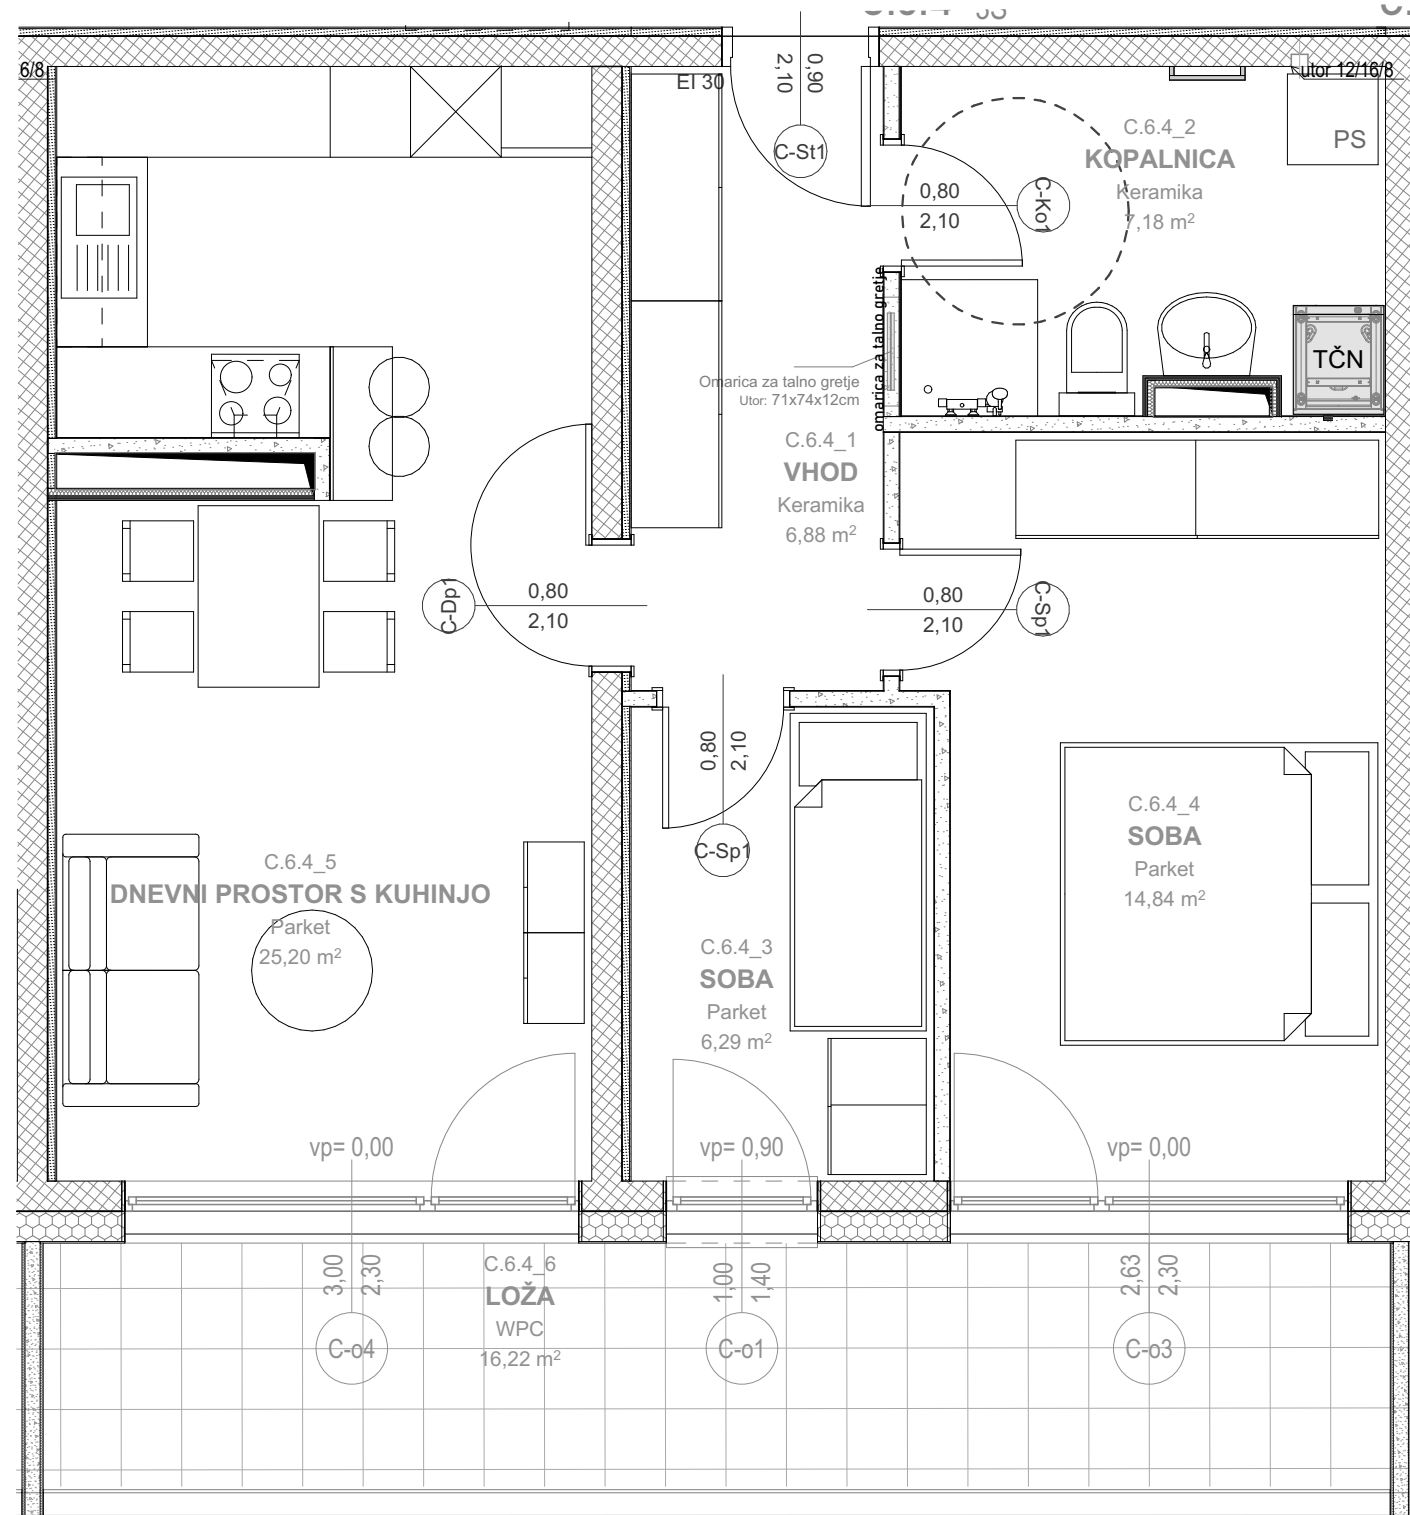 6/8
EI 30
0,90
2,10
C-St1
utor 12/16/8
PS
C.6.4_2
KOPALNICA
Keramika
7,18 m²
0,80
2,10
C-Ko1
omarica za talno gretje
Omarica za talno gretje
Utor: 71x74x12cm
TČN
C.6.4_1
VHOD
Keramika
6,88 m²
C-Dp1
0,80
2,10
0,80
2,10
C-Sp1
0,80
2,10
C-Sp1
C.6.4_4
SOBA
Parket
14,84 m²
C.6.4_5
DNEVNI PROSTOR S KUHINJO
Parket
25,20 m²
C.6.4_3
SOBA
Parket
6,29 m²
vp= 0,00
vp= 0,90
vp= 0,00
3,00
2,30
C-o4
C.6.4_6
LOŽA
WPC
16,22 m²
1,00
1,40
C-o1
2,63
2,30
C-o3